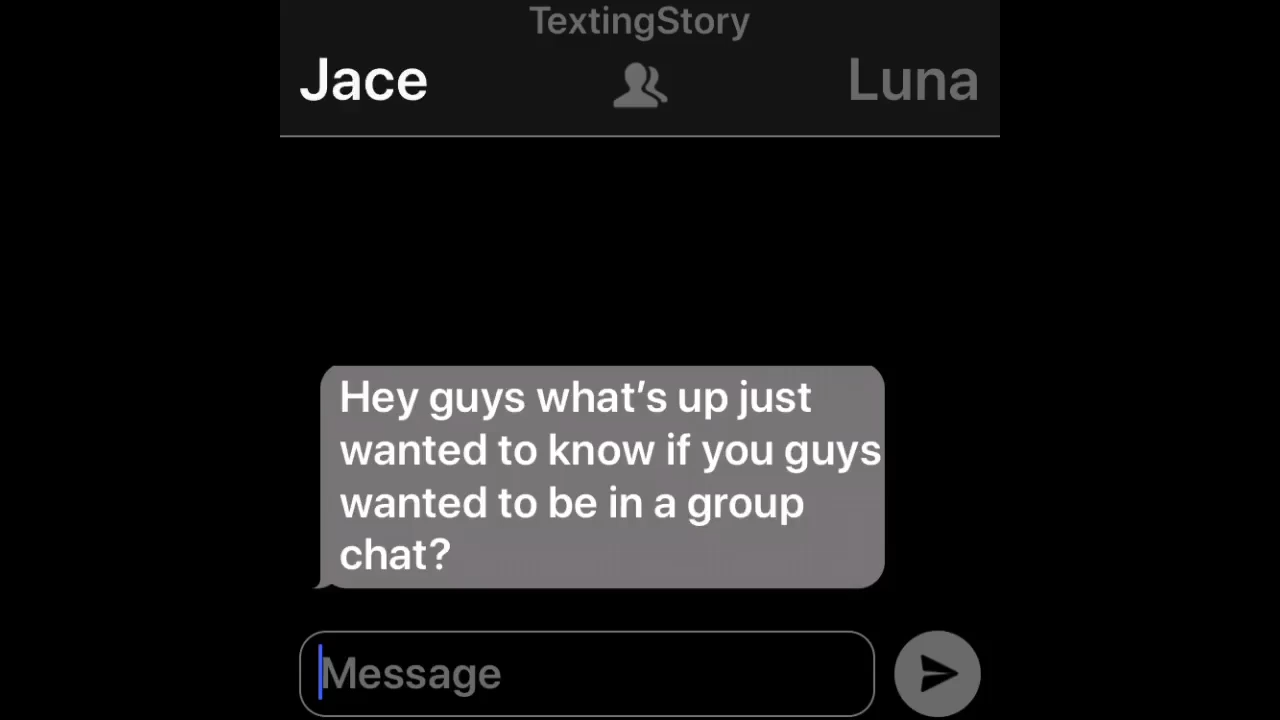 TextingStory
Jace
Luna
Hey guys what’s up just
wanted to know if you guys
wanted to be in a group
chat?
Message